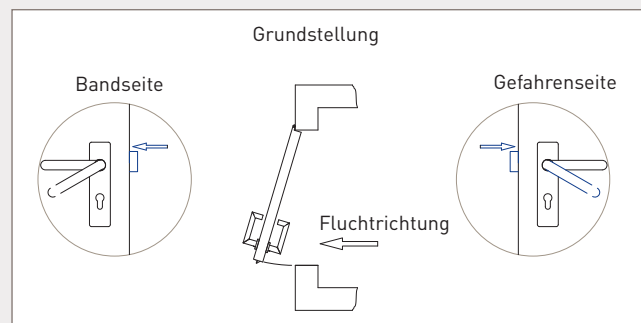 Grundstellung
Bandseite
Gefahrenseite
Fluchtrichtung